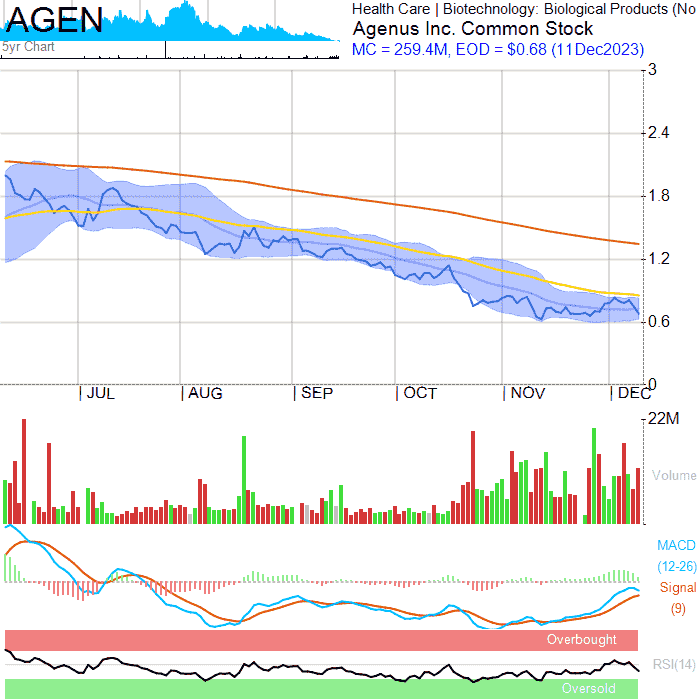 AGEN
5yr Chart
Health Care | Biotechnology: Biological Products (No
Agenus Inc. Common Stock
MC = 259.4M, EOD = $0.68 (11Dec2023)
3
2.4
1.8
1.2
0.6
0
| JUL | AUG | SEP | OCT | NOV | DEC
22M
Volume
MACD
(12-26)
Signal
(9)
Overbought
RSI(14)
Oversold